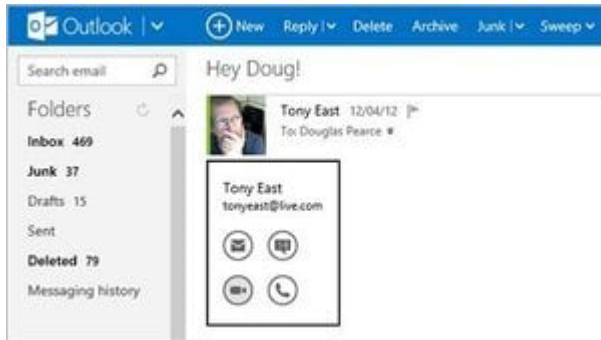 Outlook
New Reply Delete Archive Junk Sweep
Search email
Hey Doug!
Folders
Tony East 12/04/12
To: Douglas Pearce
Inbox 469
Junk 37
Drafts 15
Sent
Deleted 79
Messaging history
Tony East
tonyeast@live.com